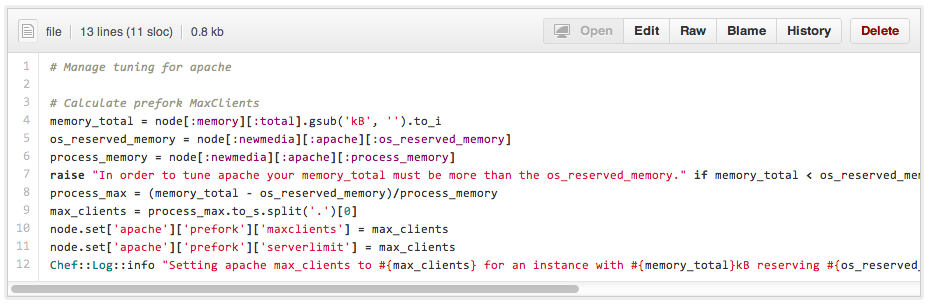 file 13 lines (11 sloc) 0.8 kb Open Edit Raw Blame History Delete
1 # Manage tuning for apache
2
3 # Calculate prefork MaxClients
4 memory_total = node[:memory][:total].gsub('kB', '').to_i
5 os_reserved_memory = node[:newmedia][:apache][:os_reserved_memory]
6 process_memory = node[:newmedia][:apache][:process_memory]
7 raise "In order to tune apache your memory_total must be more than the os_reserved_memory." if memory_total < os_reserved_me
8 process_max = (memory_total - os_reserved_memory)/process_memory
9 max_clients = process_max.to_s.split('.')[0]
10 node.set['apache']['prefork']['maxclients'] = max_clients
11 node.set['apache']['prefork']['serverlimit'] = max_clients
12 Chef::Log::info "Setting apache max_clients to #{max_clients} for an instance with #{memory_total}kB reserving #{os_reserved_